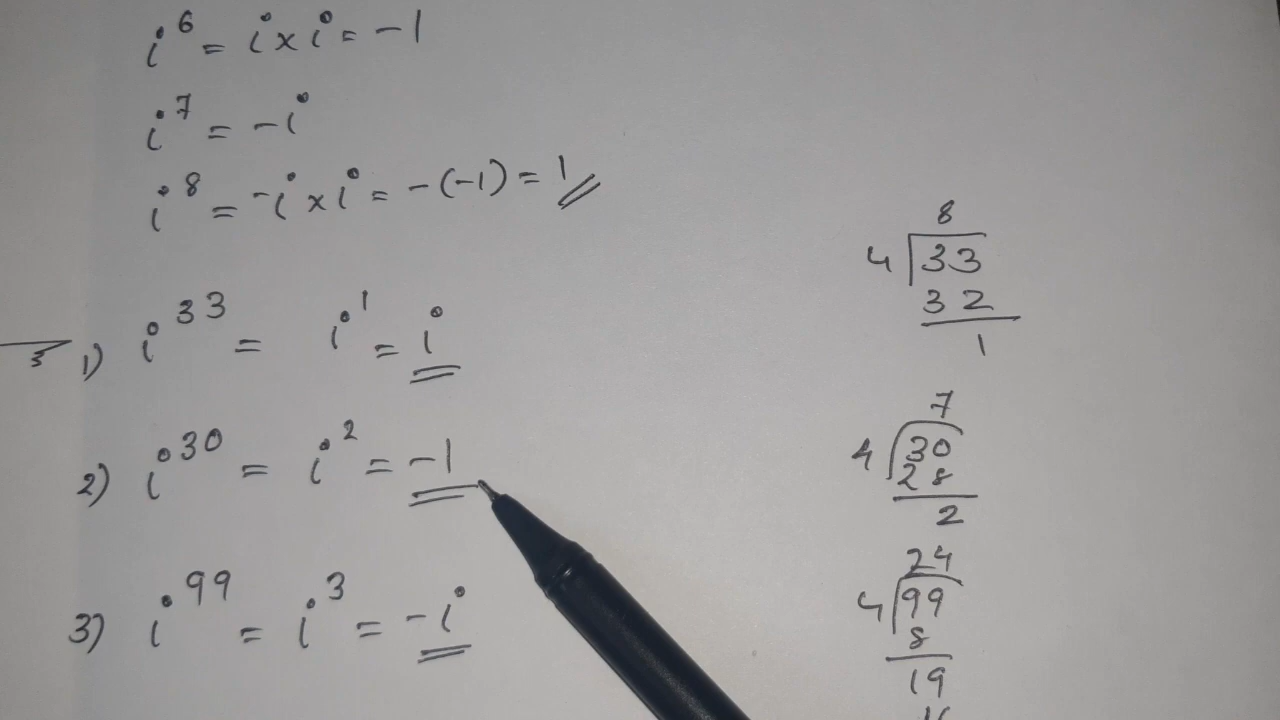 i⁶ = i × i = -1
i⁷ = -i
i⁸ = -i × i = -(-1) = 1
1) i³³ = i¹ = i
2) i³⁰ = i² = -1
3) i⁹⁹ = i³ = -i
8
4 33
32
1
7
4 30
28
2
24
4 99
8
19